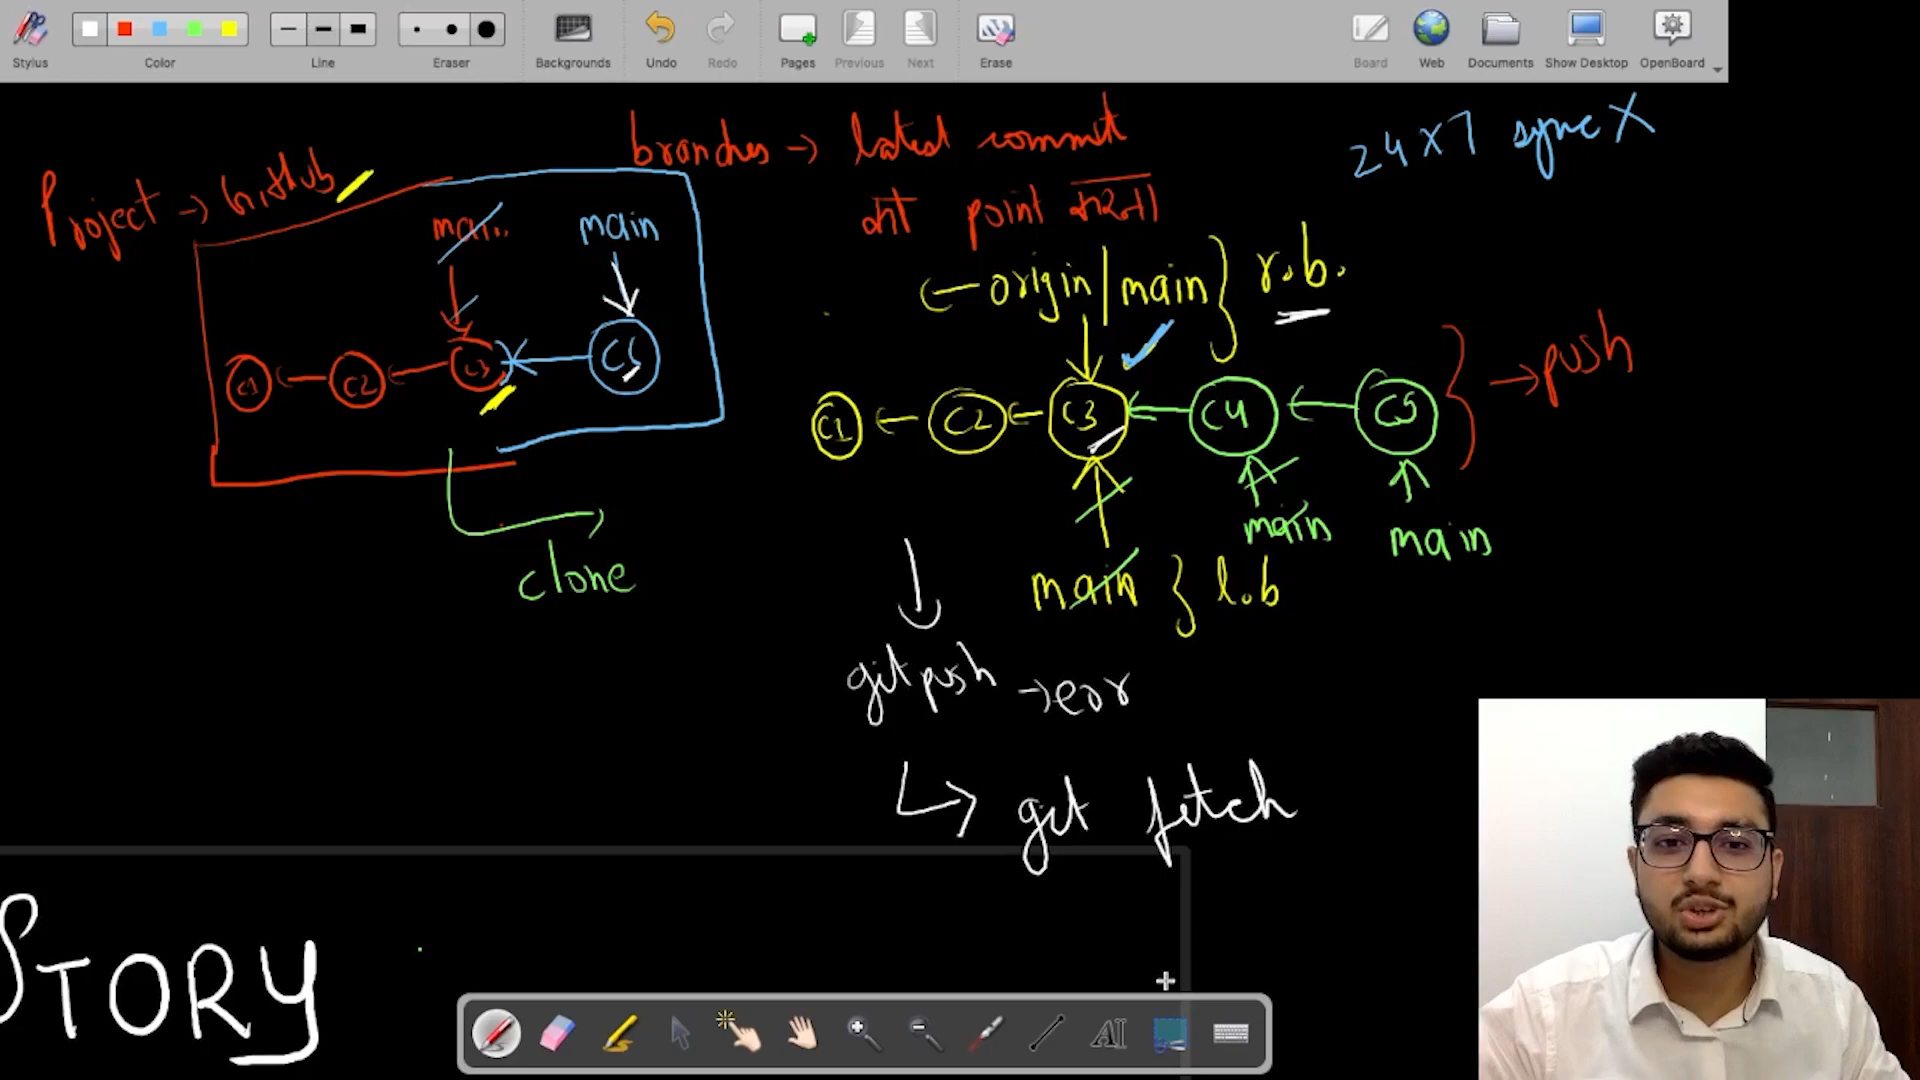 Stylus
Color
Line
Eraser
Backgrounds
Undo
Redo
Pages
Previous
Next
Erase
Board
Web
Documents
Show Desktop
OpenBoard
Project → GitHub
branches → latest commit
point
24x7 sync X
main
main
← origin/main } r.b.
C1 ← C2 ← C3
C1 ← C2 ← C3 ← C4 ← C5 } → push
main
main
main } l.b
clone
git push → eor
git fetch
STORY
AI